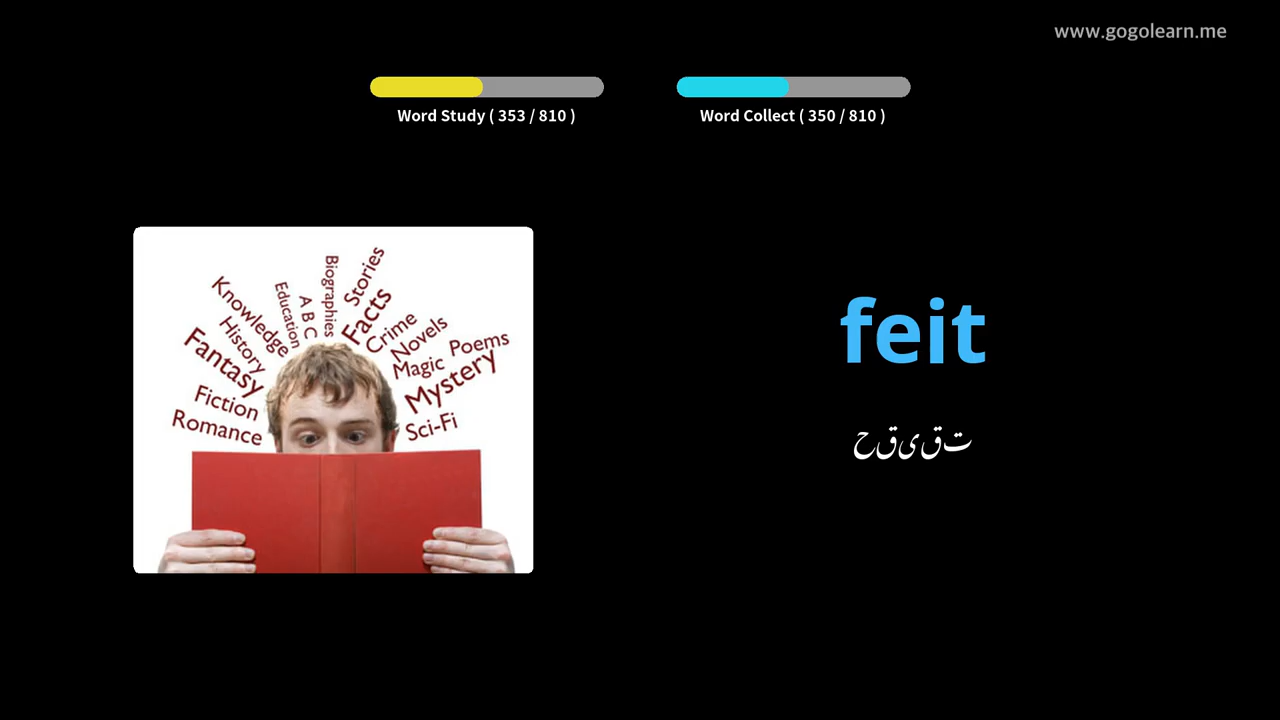 www.gogolearn.me
Word Study ( 353 / 810 )
Word Collect ( 350 / 810 )
Romance
Fiction
Fantasy
History
Knowledge
Education
A B C
Biographies
Stories
Facts
Crime
Novels
Magic
Poems
Mystery
Sci-Fi
feit
حقیقت